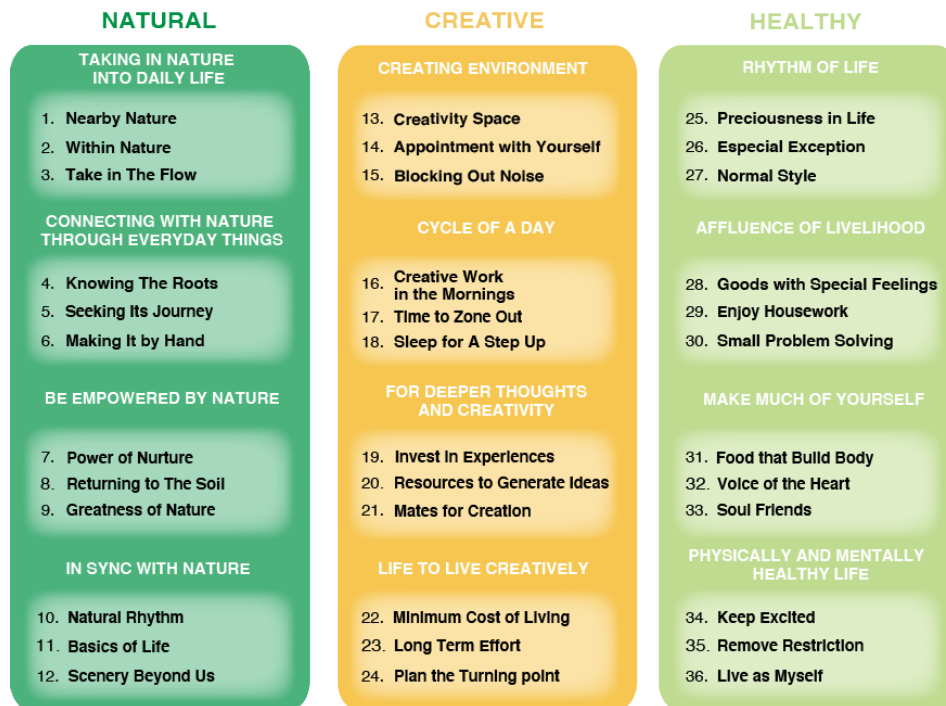 NATURAL
TAKING IN NATURE
INTO DAILY LIFE
1. Nearby Nature
2. Within Nature
3. Take in The Flow
CONNECTING WITH NATURE
THROUGH EVERYDAY THINGS
4. Knowing The Roots
5. Seeking Its Journey
6. Making It by Hand
BE EMPOWERED BY NATURE
7. Power of Nurture
8. Returning to The Soil
9. Greatness of Nature
IN SYNC WITH NATURE
10. Natural Rhythm
11. Basics of Life
12. Scenery Beyond Us
CREATIVE
CREATING ENVIRONMENT
13. Creativity Space
14. Appointment with Yourself
15. Blocking Out Noise
CYCLE OF A DAY
16. Creative Work
in the Mornings
17. Time to Zone Out
18. Sleep for A Step Up
FOR DEEPER THOUGHTS
AND CREATIVITY
19. Invest in Experiences
20. Resources to Generate Ideas
21. Mates for Creation
LIFE TO LIVE CREATIVELY
22. Minimum Cost of Living
23. Long Term Effort
24. Plan the Turning point
HEALTHY
RHYTHM OF LIFE
25. Preciousness in Life
26. Especial Exception
27. Normal Style
AFFLUENCE OF LIVELIHOOD
28. Goods with Special Feelings
29. Enjoy Housework
30. Small Problem Solving
MAKE MUCH OF YOURSELF
31. Food that Build Body
32. Voice of the Heart
33. Soul Friends
PHYSICALLY AND MENTALLY
HEALTHY LIFE
34. Keep Excited
35. Remove Restriction
36. Live as Myself